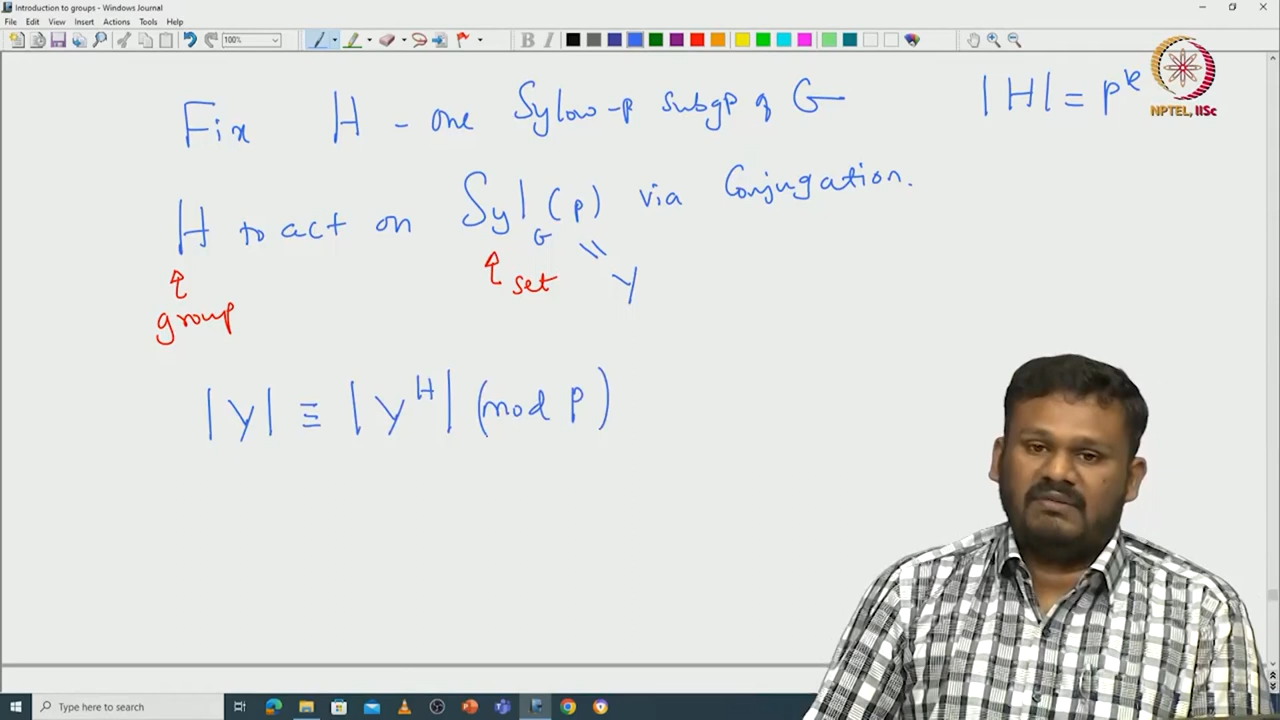 Introduction to groups - Windows Journal
File Edit View Insert Actions Tools Help
100%
B I
NPTEL, IISc
Fix H - one Sylow-p subgp of G |H| = p^k
H to act on Syl_G (p) via Conjugation.
= Y
↑ group ↑ set
|Y| ≡ |Y^H| (mod p)
Type here to search